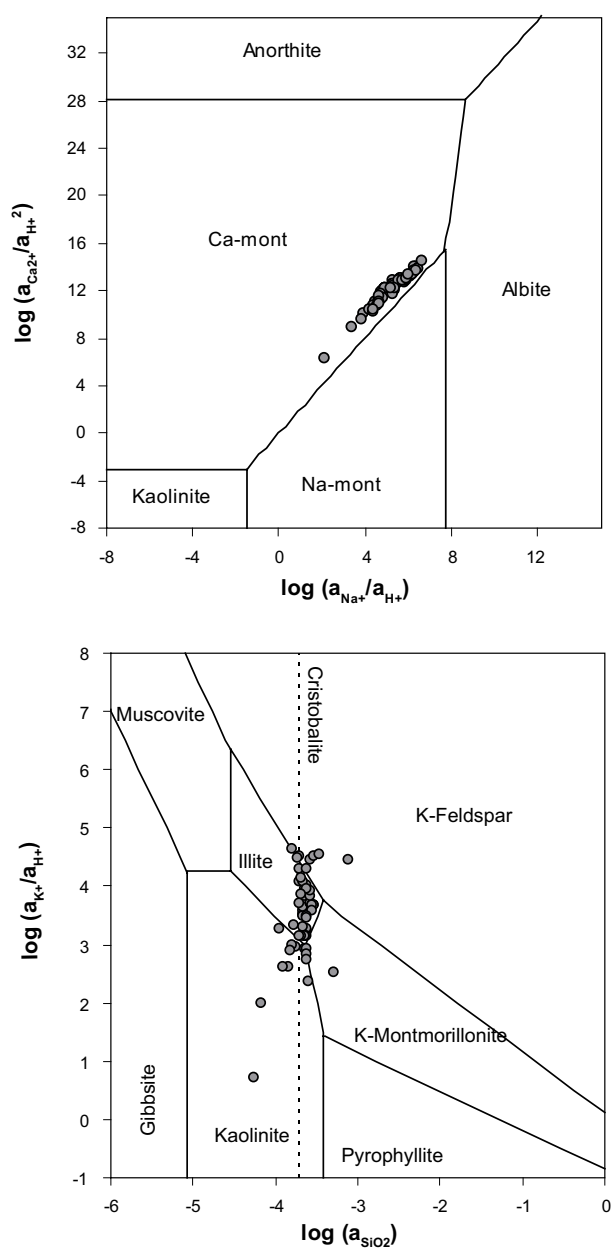 32
28
24
20
16
12
8
4
0
-4
-8
log (aCa2+/aH+2)
Anorthite
Ca-mont
Albite
Kaolinite
Na-mont
-8 -4 0 4 8 12
log (aNa+/aH+)
8
7
6
5
4
3
2
1
0
-1
log (aK+/aH+)
Muscovite
Cristobalite
K-Feldspar
Illite
K-Montmorillonite
Gibbsite
Kaolinite
Pyrophyllite
-6 -5 -4 -3 -2 -1 0
log (aSiO2)